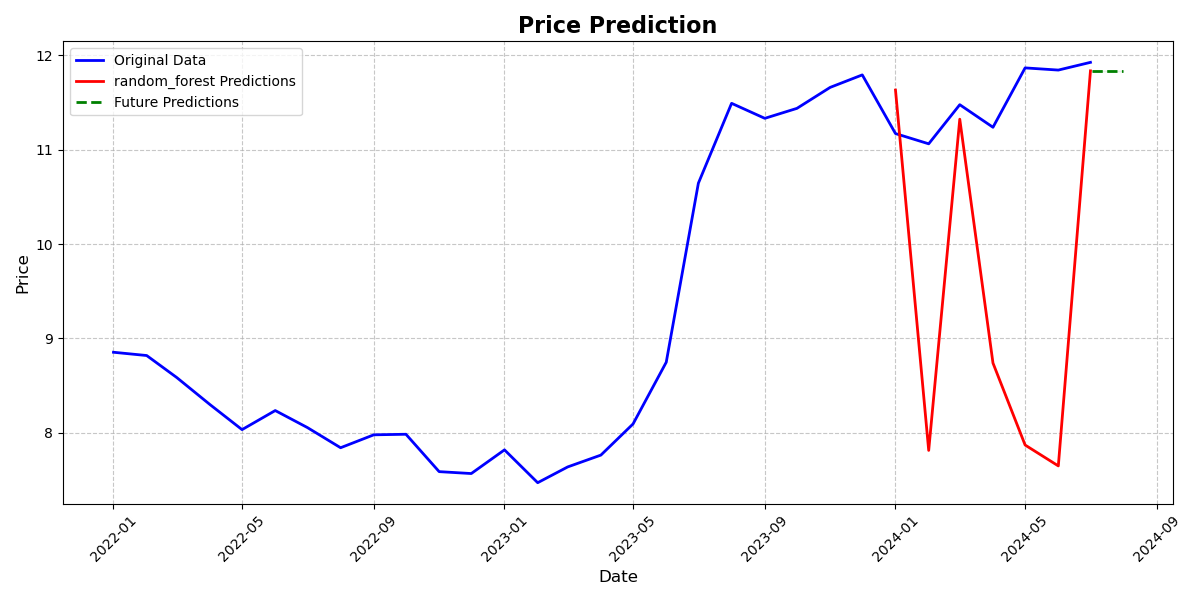 Price Prediction
Original Data
random_forest Predictions
Future Predictions
12
11
10
9
8
Price
2022-01
2022-05
2022-09
2023-01
2023-05
2023-09
2024-01
2024-05
2024-09
Date